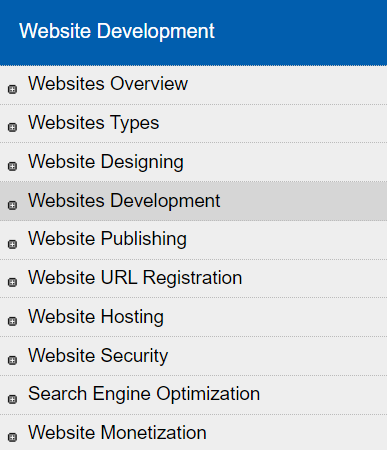 Website Development
Websites Overview
Websites Types
Website Designing
Websites Development
Website Publishing
Website URL Registration
Website Hosting
Website Security
Search Engine Optimization
Website Monetization